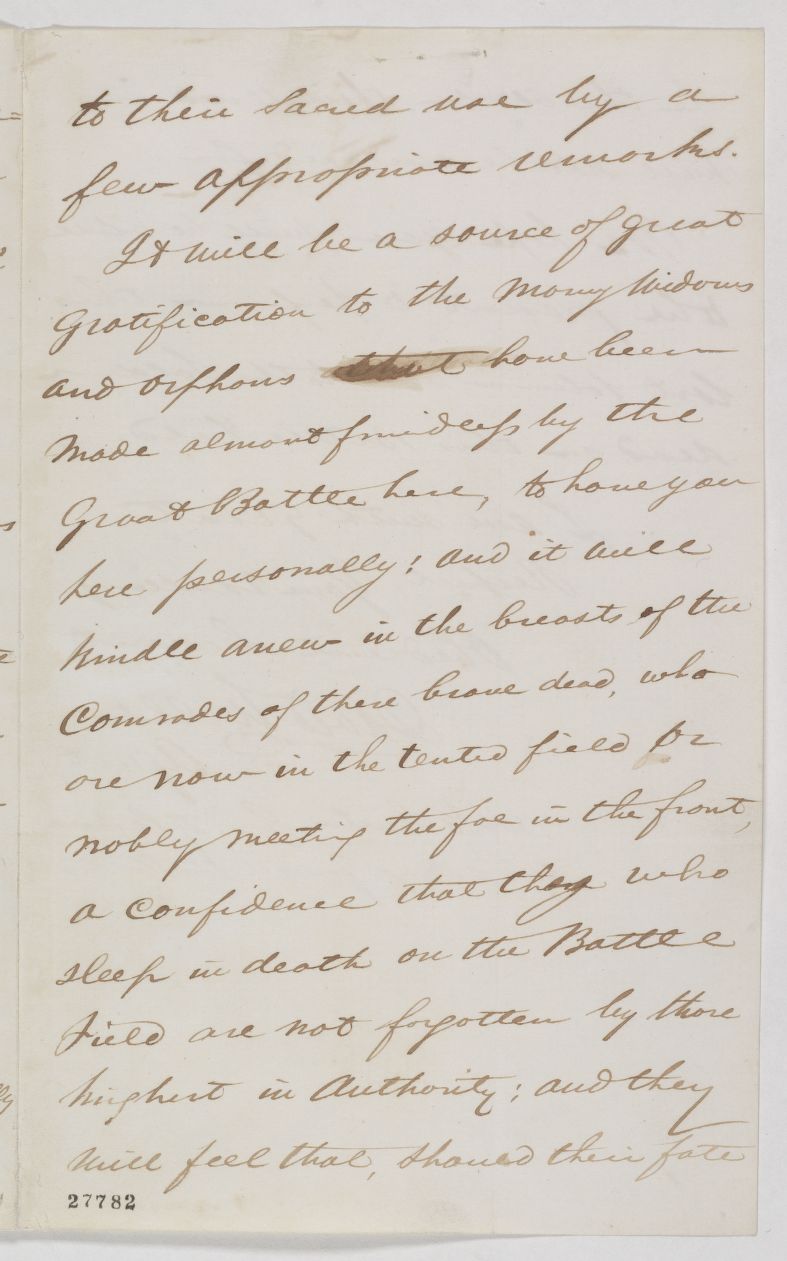 to their Sacred use by a
few appropriate remarks.
It will be a source of great
Gratification to the many Widows
and Orphans that have been
Made almost friendless by the
Great Battle here, to have you
here personally; and it will
kindle anew in the breasts of the
Comrades of these brave dead, who
are now in the tented field or
nobly meeting the foe in the front,
a confidence that they who
sleep in death on the Battle
Field are not forgotten by those
highest in Authority; and they
will feel that, should their fate
27782